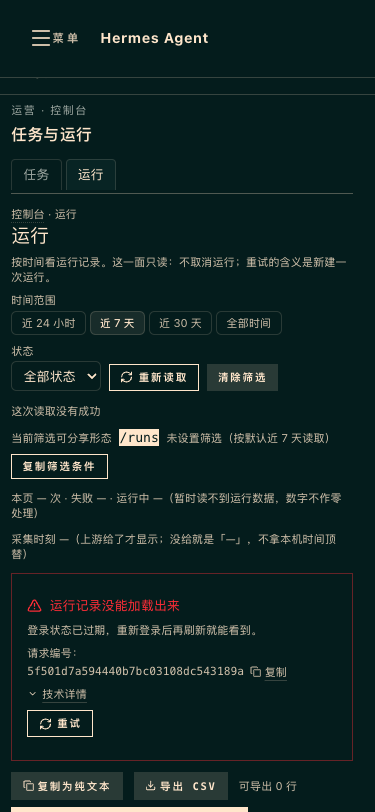 菜单 Hermes Agent
运营 · 控制台
任务与运行
任务 运行
控制台 · 运行
运行
按时间看运行记录。这一面只读：不取消运行；重试的含义是新建一
次运行。
时间范围
近 24 小时 近 7 天 近 30 天 全部时间
状态
全部状态 重新读取 清除筛选
这次读取没有成功
当前筛选可分享形态 /runs 未设置筛选（按默认近 7 天读取）
复制筛选条件
本页 — 次 · 失败 — · 运行中 —（暂时读不到运行数据，数字不作零
处理）
采集时刻 —（上游给了才显示；没给就是「—」，不拿本机时间顶
替）
运行记录没能加载出来
登录状态已过期，重新登录后再刷新就能看到。
请求编号：
5f501d7a594440b7bc03108dc543189a 复制
技术详情
重试
复制为纯文本 导出 CSV 可导出 0 行